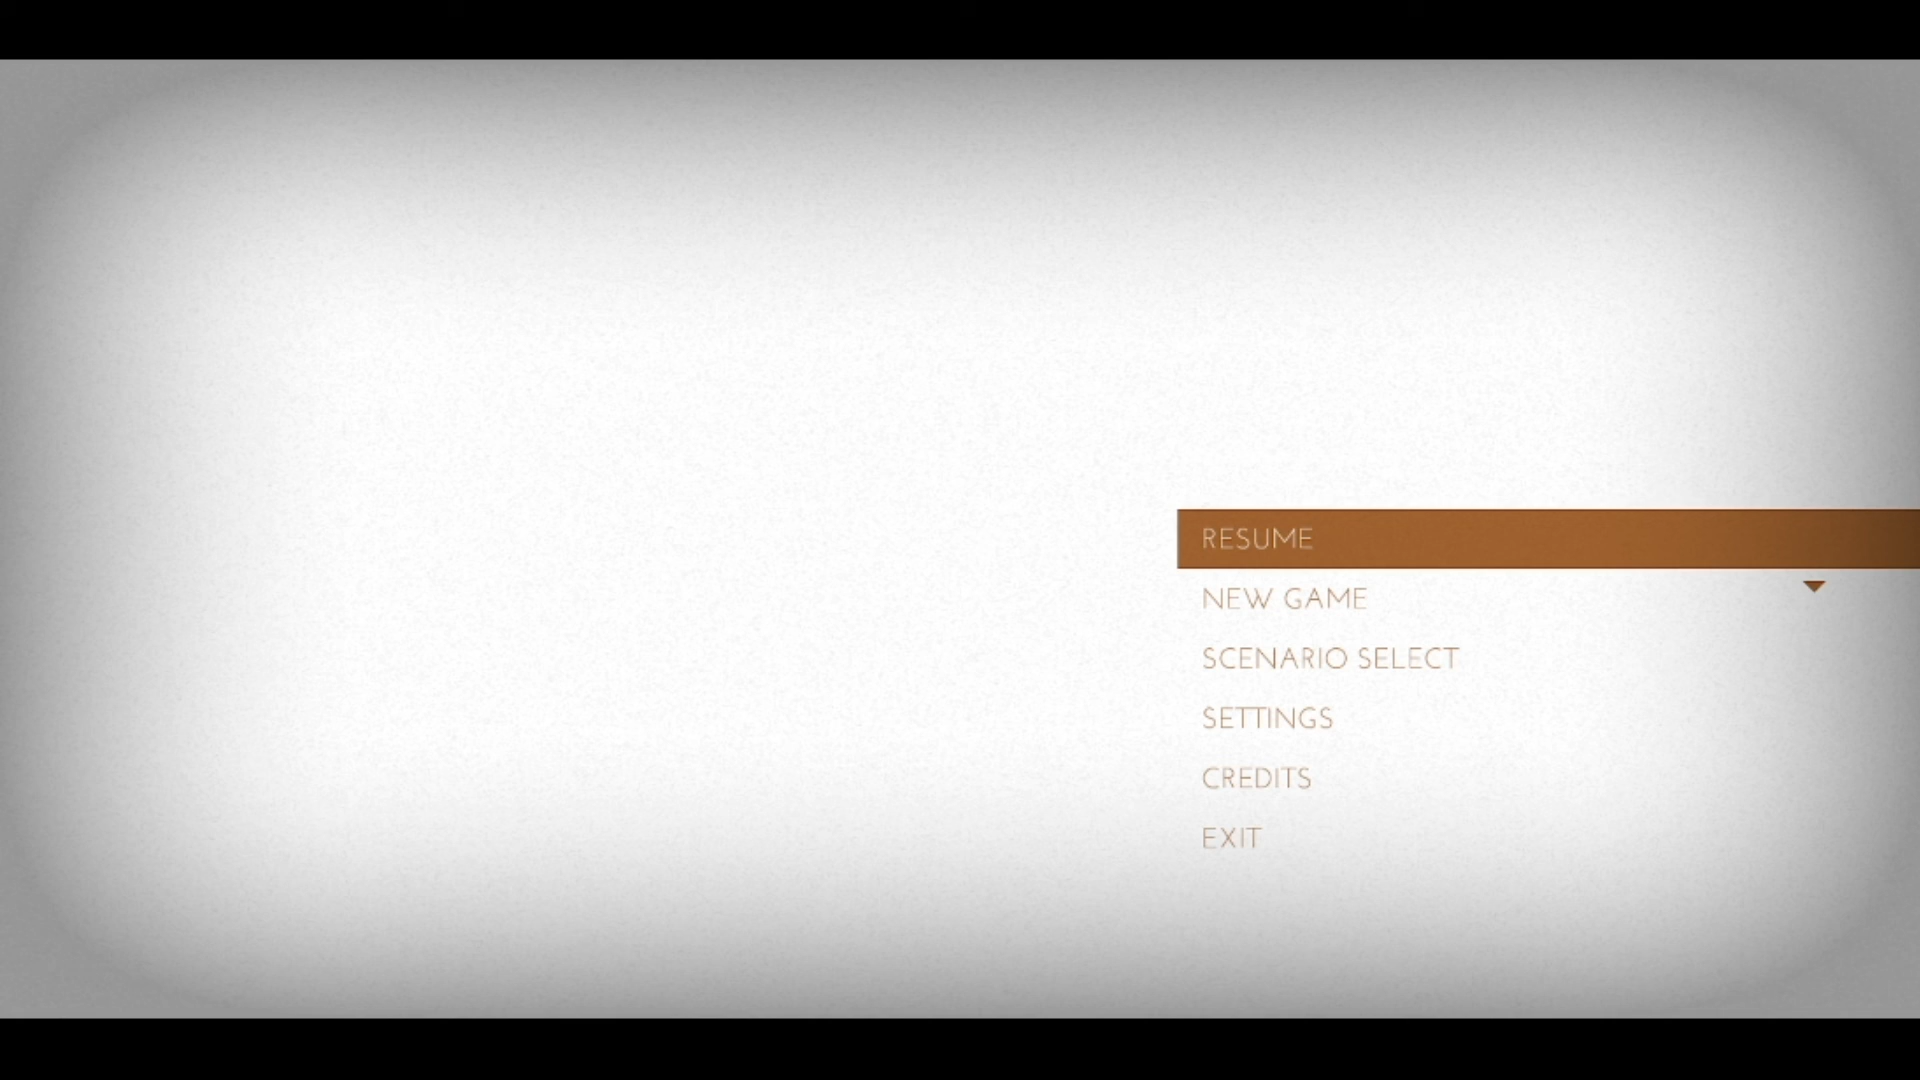 RESUME
NEW GAME
SCENARIO SELECT
SETTINGS
CREDITS
EXIT